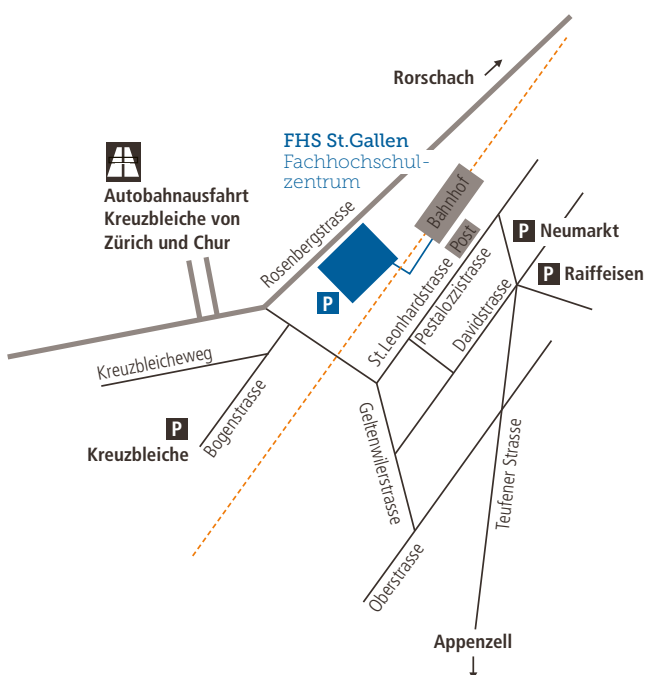 Rorschach
FHS St.Gallen
Fachhochschul-
zentrum
Autobahnausfahrt
Kreuzbleiche von
Zürich und Chur
Bahnhof
Post
Rosenbergstrasse
P Neumarkt
P Raiffeisen
P
St.Leonhardstrasse
Pestalozzistrasse
Davidstrasse
Kreuzbleicheweg
Bogenstrasse
P
Kreuzbleiche
Geltenwilerstrasse
Teufener Strasse
Oberstrasse
Appenzell